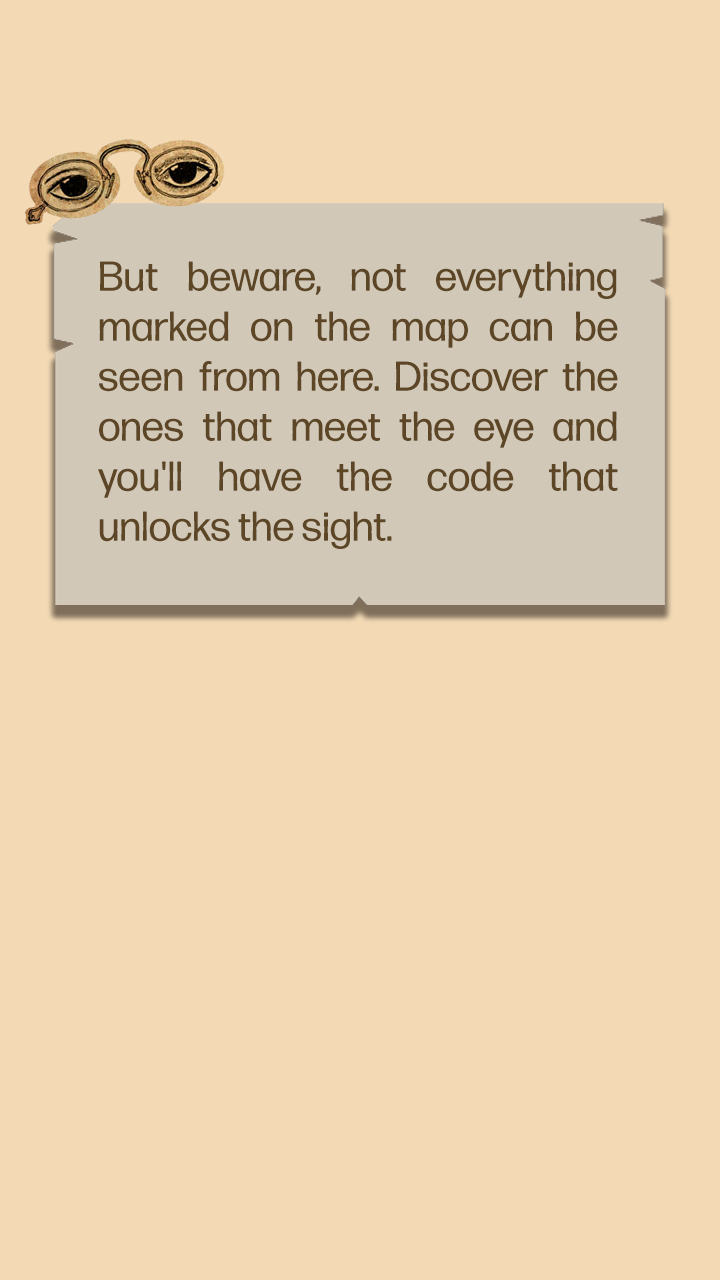 But beware, not everything
marked on the map can be
seen from here. Discover the
ones that meet the eye and
you'll have the code that
unlocks the sight.